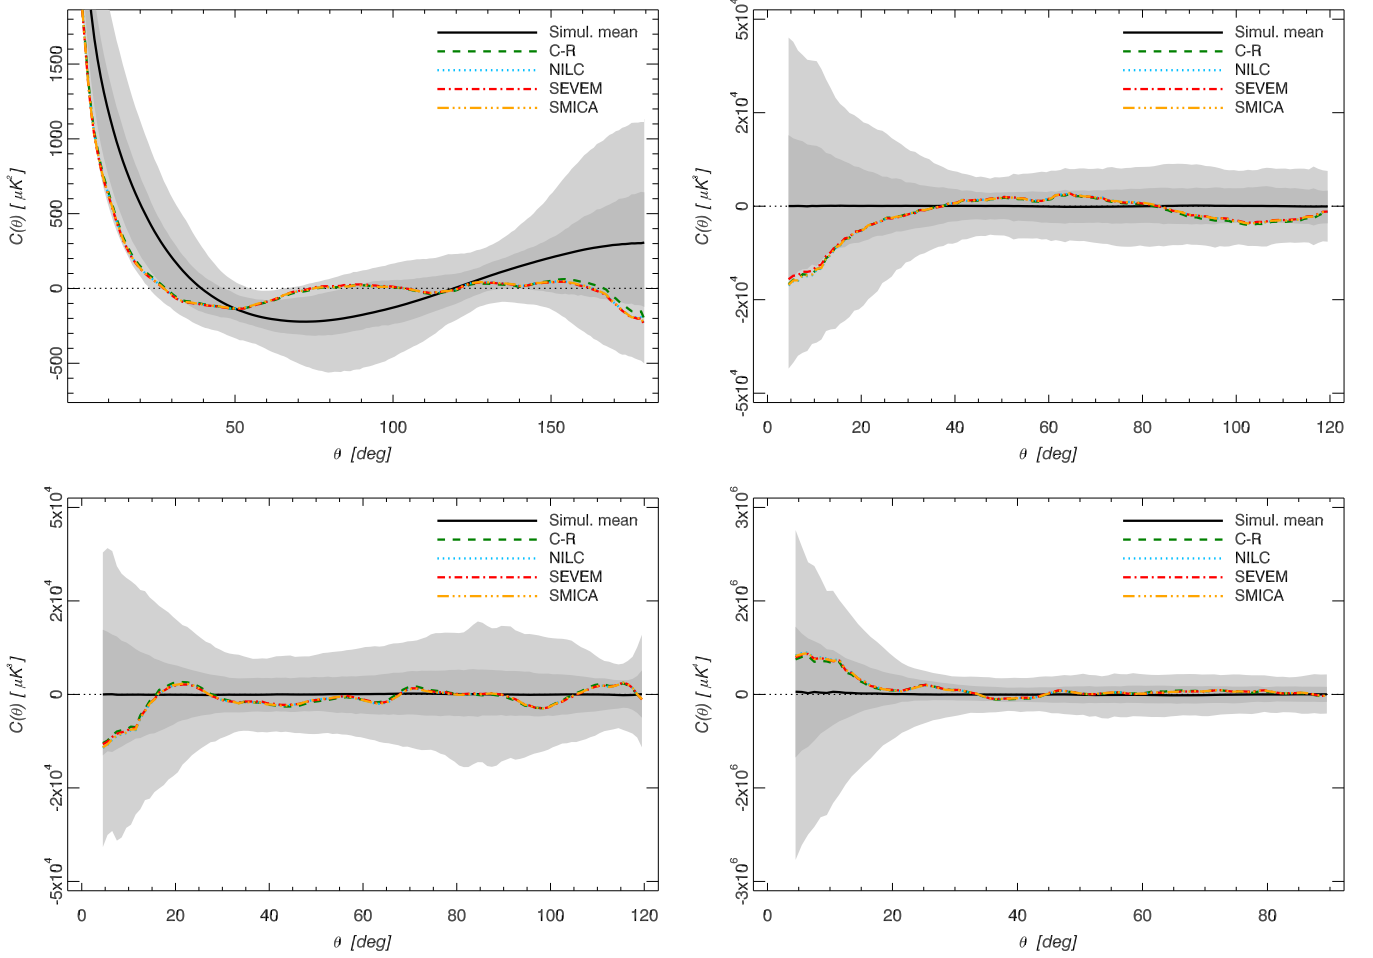 C(θ) [ μK² ]
1500
1000
500
0
-500
50
100
150
θ [deg]
Simul. mean
C-R
NILC
SEVEM
SMICA
C(θ) [ μK³ ]
5x10⁴
2x10⁴
0
-2x10⁴
-5x10⁴
0
20
40
60
80
100
120
θ [deg]
Simul. mean
C-R
NILC
SEVEM
SMICA
C(θ) [ μK³ ]
5x10⁴
2x10⁴
0
-2x10⁴
-5x10⁴
0
20
40
60
80
100
120
θ [deg]
Simul. mean
C-R
NILC
SEVEM
SMICA
C(θ) [ μK⁴ ]
3x10⁶
2x10⁶
0
-2x10⁶
-3x10⁶
0
20
40
60
80
θ [deg]
Simul. mean
C-R
NILC
SEVEM
SMICA